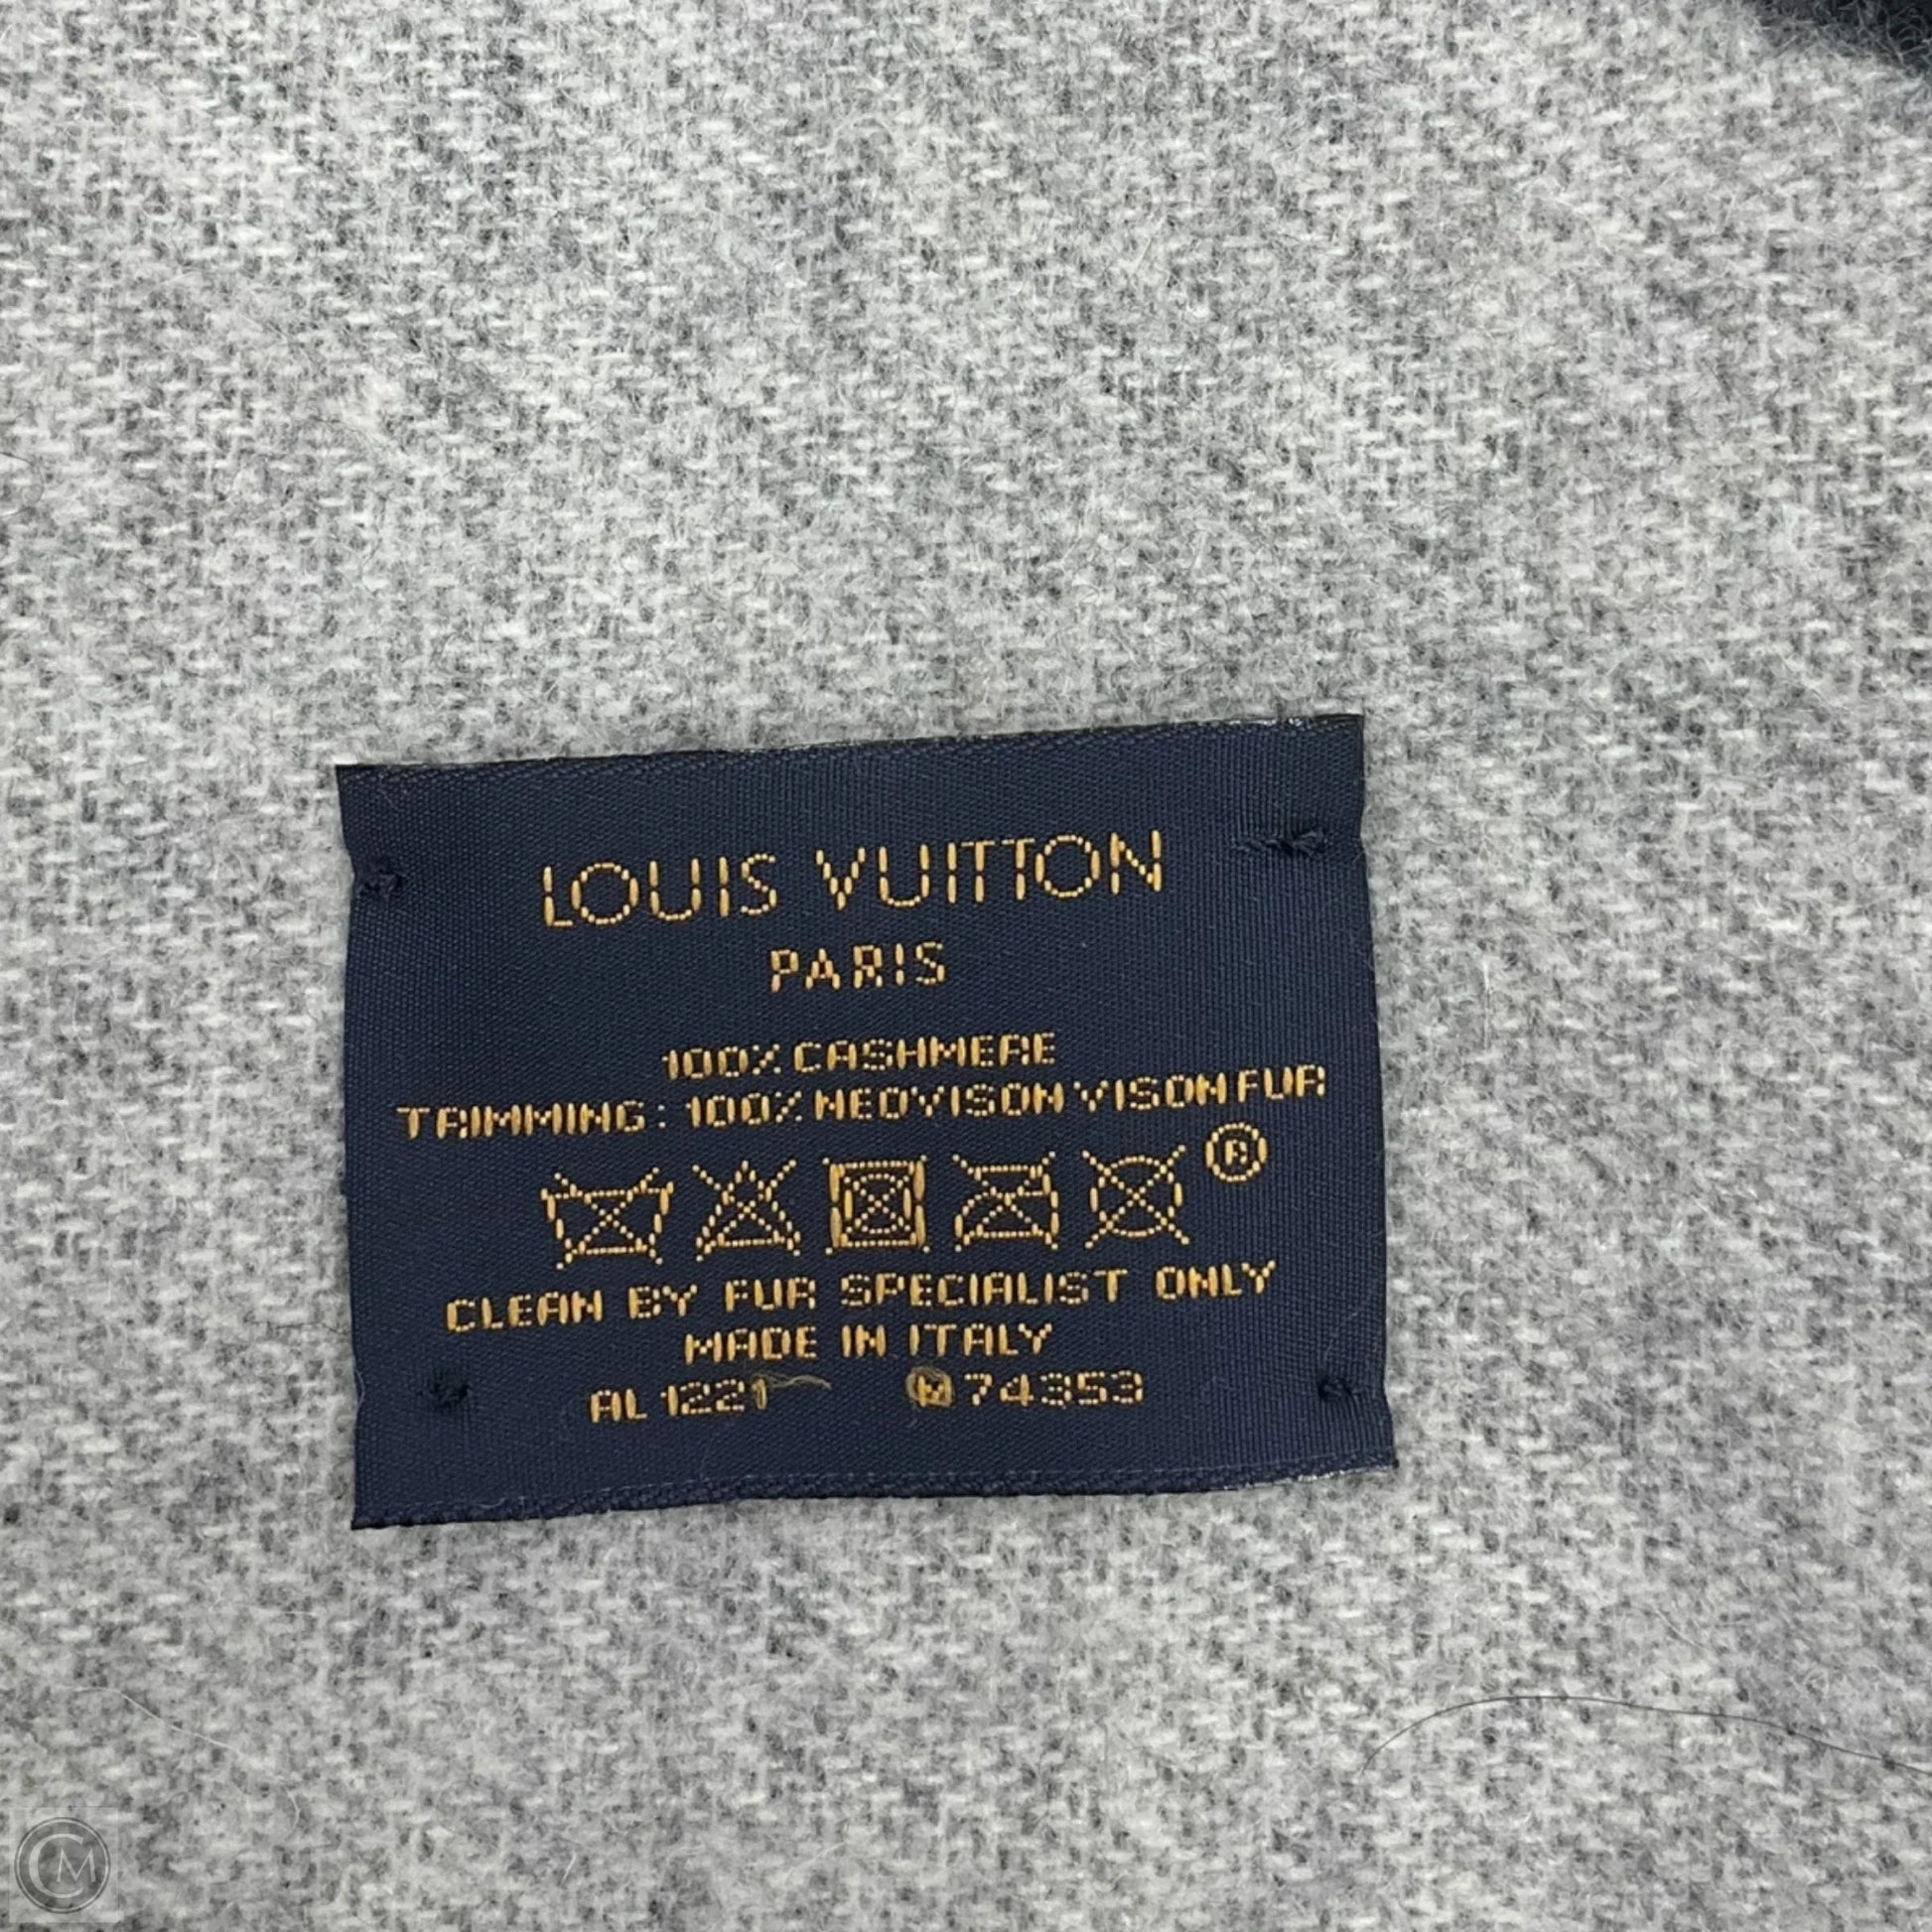 LOUIS VUITTON
PARIS
100% CASHMERE
TRIMMING: 100% NEOVISON VISON FUR
®
CLEAN BY FUR SPECIALIST ONLY
MADE IN ITALY
AL 1221 M74353
CM